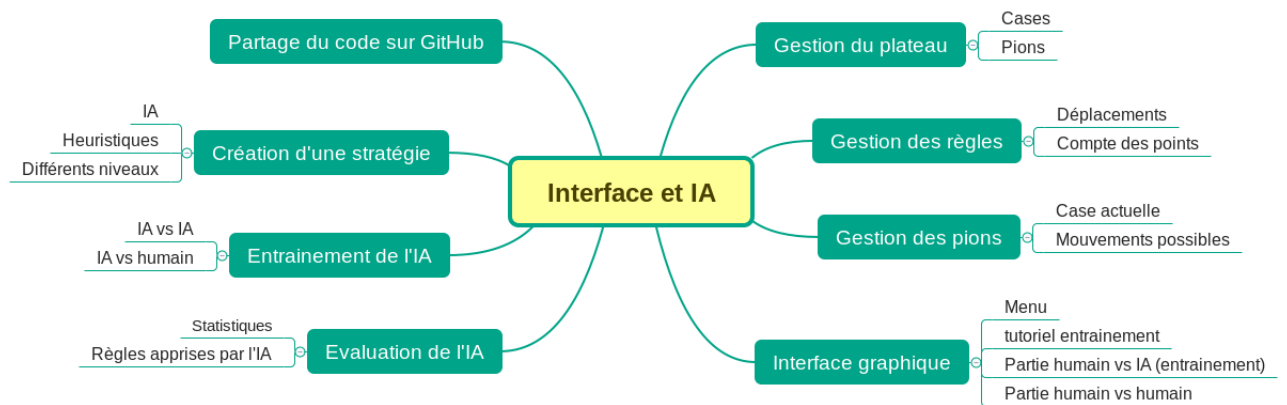 Partage du code sur GitHub
IA
Heuristiques
Différents niveaux
Création d'une stratégie
IA vs IA
IA vs humain
Entrainement de l'IA
Statistiques
Règles apprises par l'IA
Evaluation de l'IA
Interface et IA
Gestion du plateau
Cases
Pions
Gestion des règles
Déplacements
Compte des points
Gestion des pions
Case actuelle
Mouvements possibles
Interface graphique
Menu
tutoriel entrainement
Partie humain vs IA (entrainement)
Partie humain vs humain